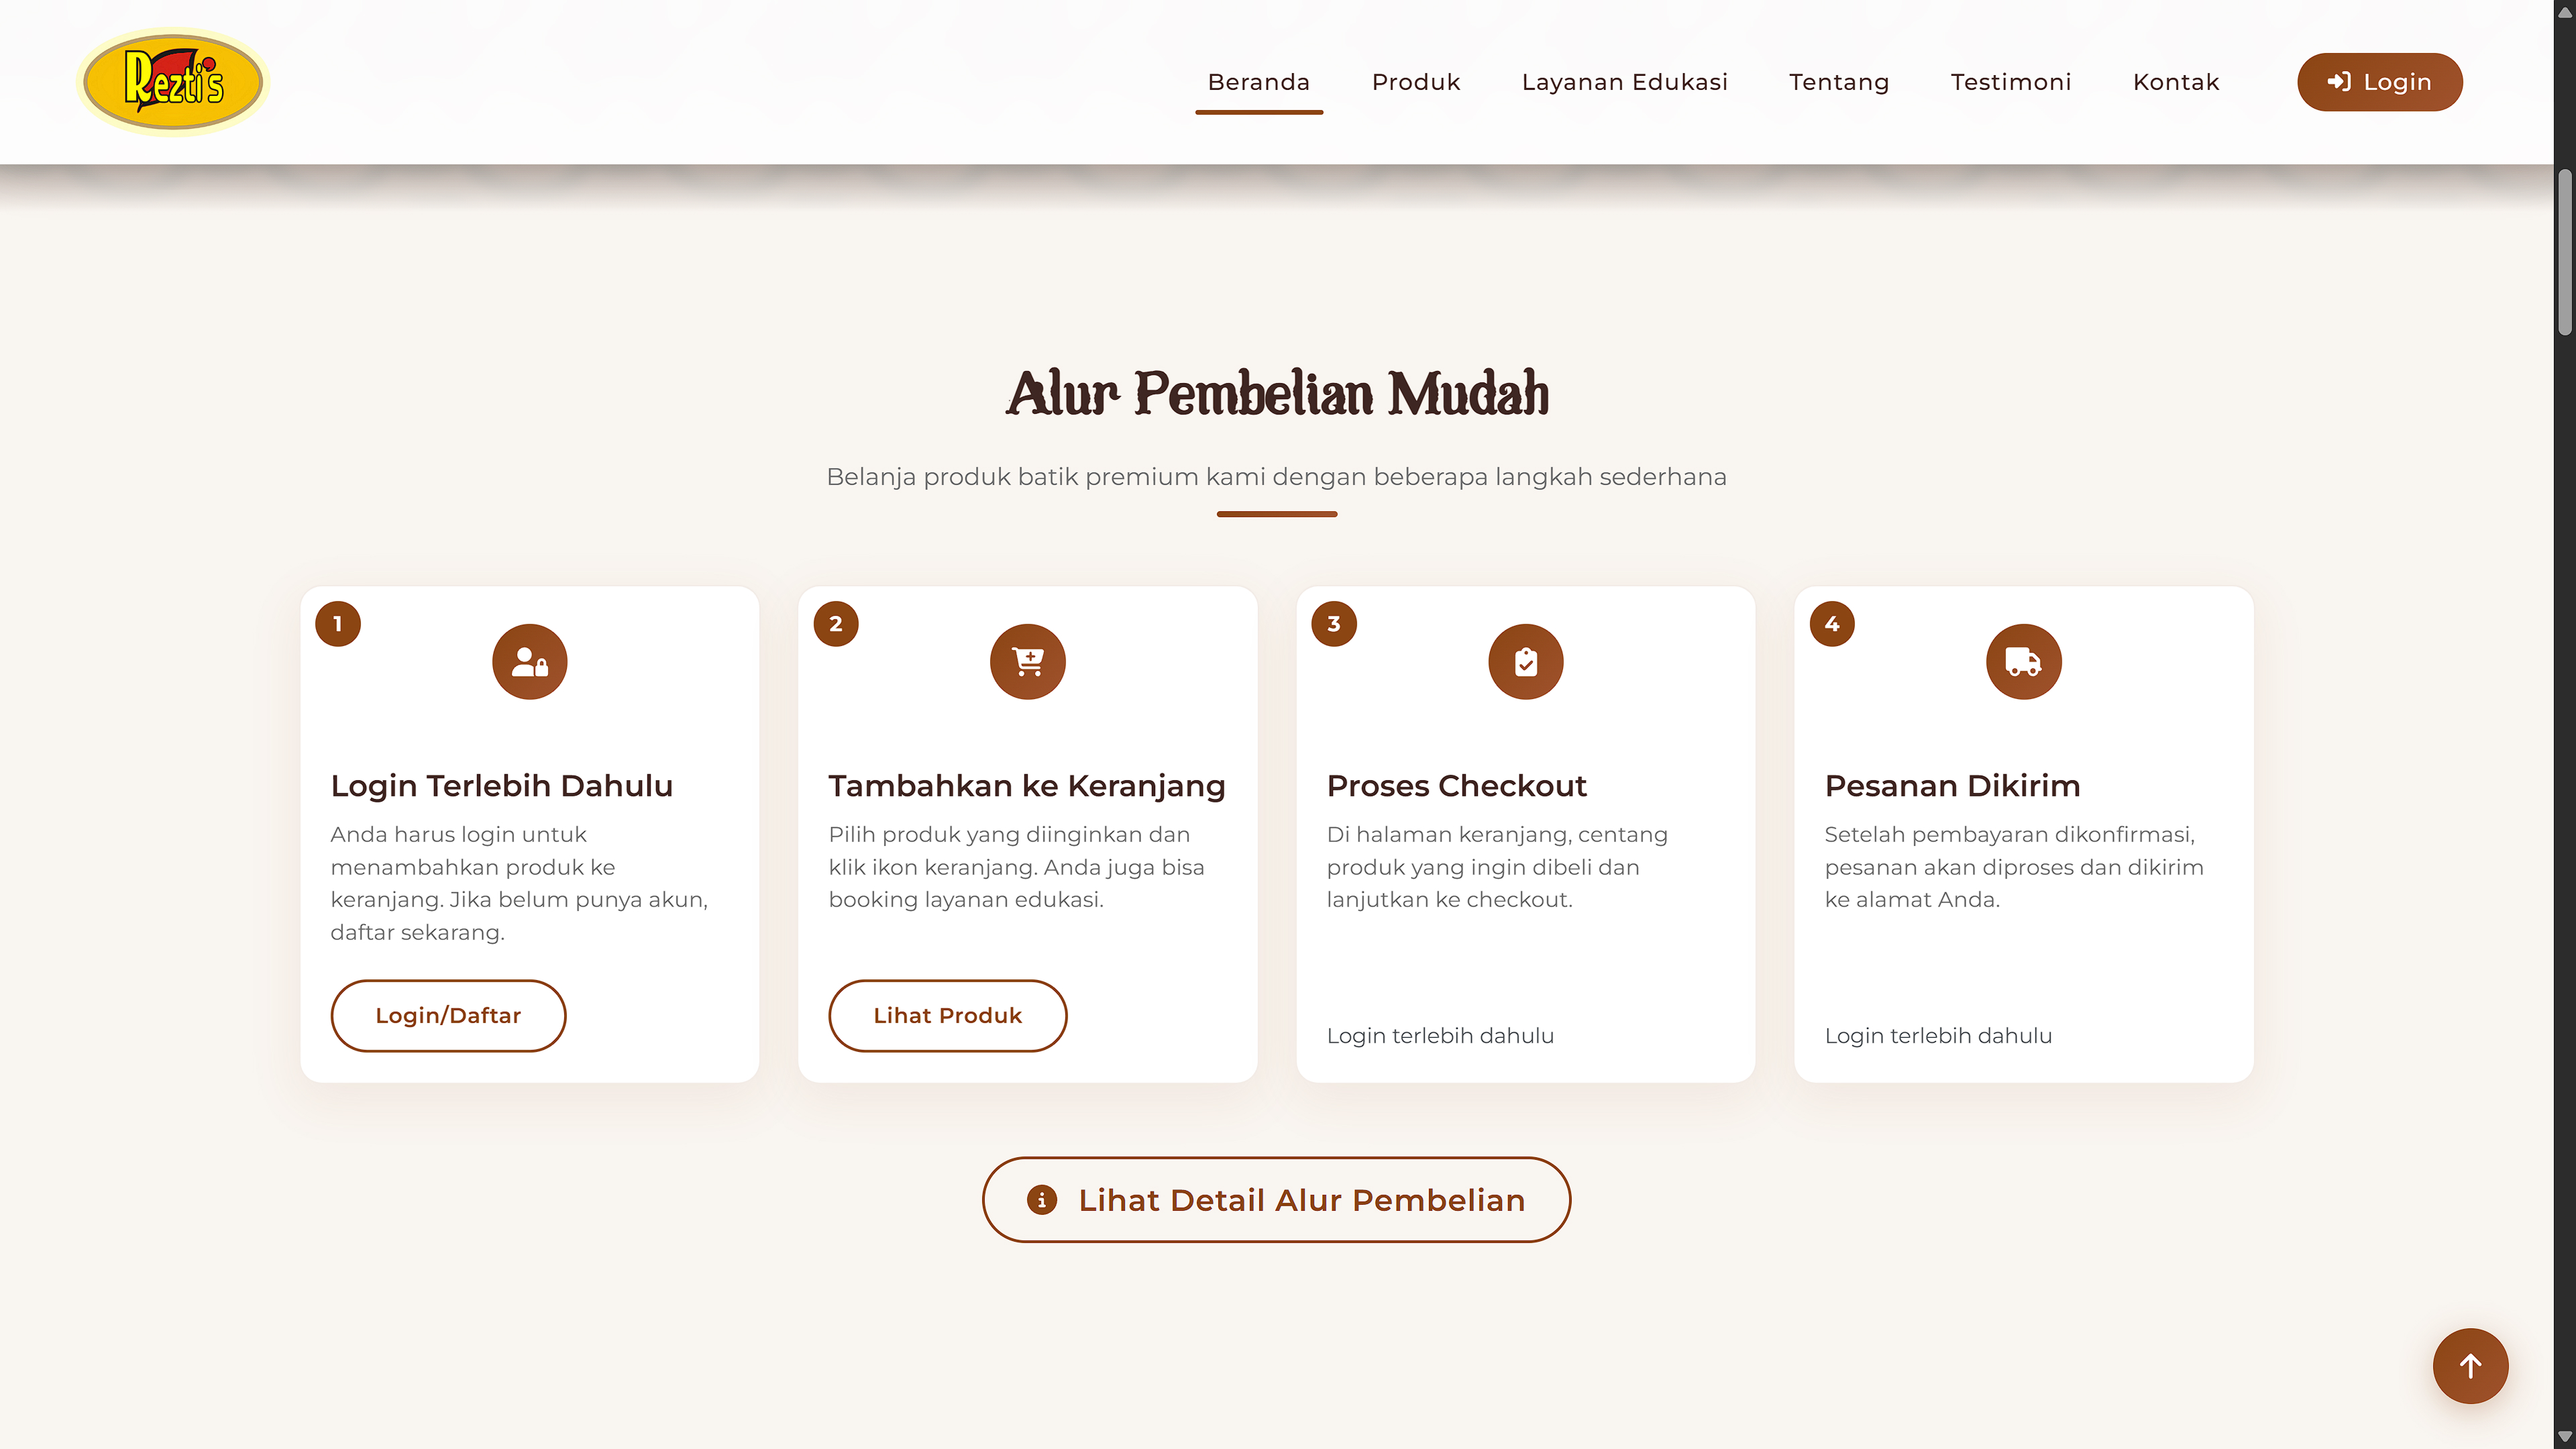 Rezti's
Beranda
Produk
Layanan Edukasi
Tentang
Testimoni
Kontak
Login
Alur Pembelian Mudah
Belanja produk batik premium kami dengan beberapa langkah sederhana
1
Login Terlebih Dahulu
Anda harus login untuk
menambahkan produk ke
keranjang. Jika belum punya akun,
daftar sekarang.
Login/Daftar
2
Tambahkan ke Keranjang
Pilih produk yang diinginkan dan
klik ikon keranjang. Anda juga bisa
booking layanan edukasi.
Lihat Produk
3
Proses Checkout
Di halaman keranjang, centang
produk yang ingin dibeli dan
lanjutkan ke checkout.
Login terlebih dahulu
4
Pesanan Dikirim
Setelah pembayaran dikonfirmasi,
pesanan akan diproses dan dikirim
ke alamat Anda.
Login terlebih dahulu
Lihat Detail Alur Pembelian